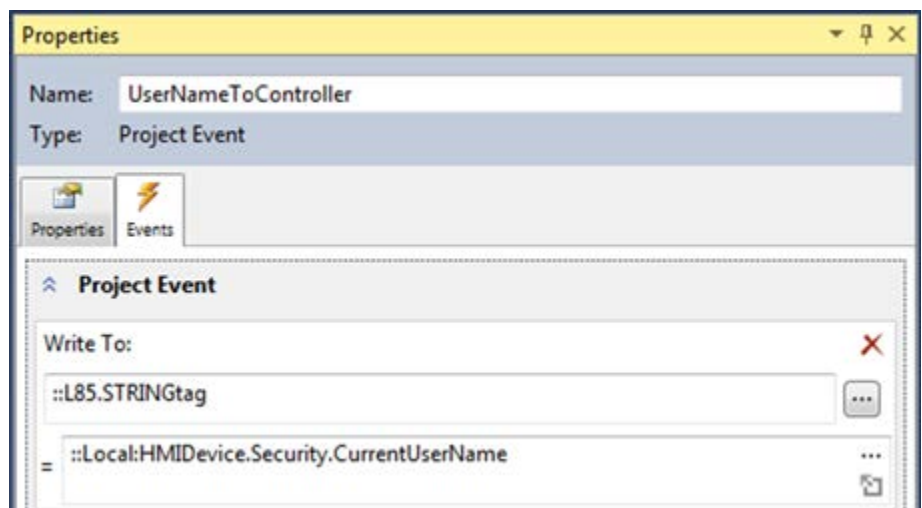 Properties
Name: UserNameToController
Type: Project Event
Properties Events
Project Event
Write To:
::L85.STRINGtag
...
= ::Local:HMIDevice.Security.CurrentUserName ...